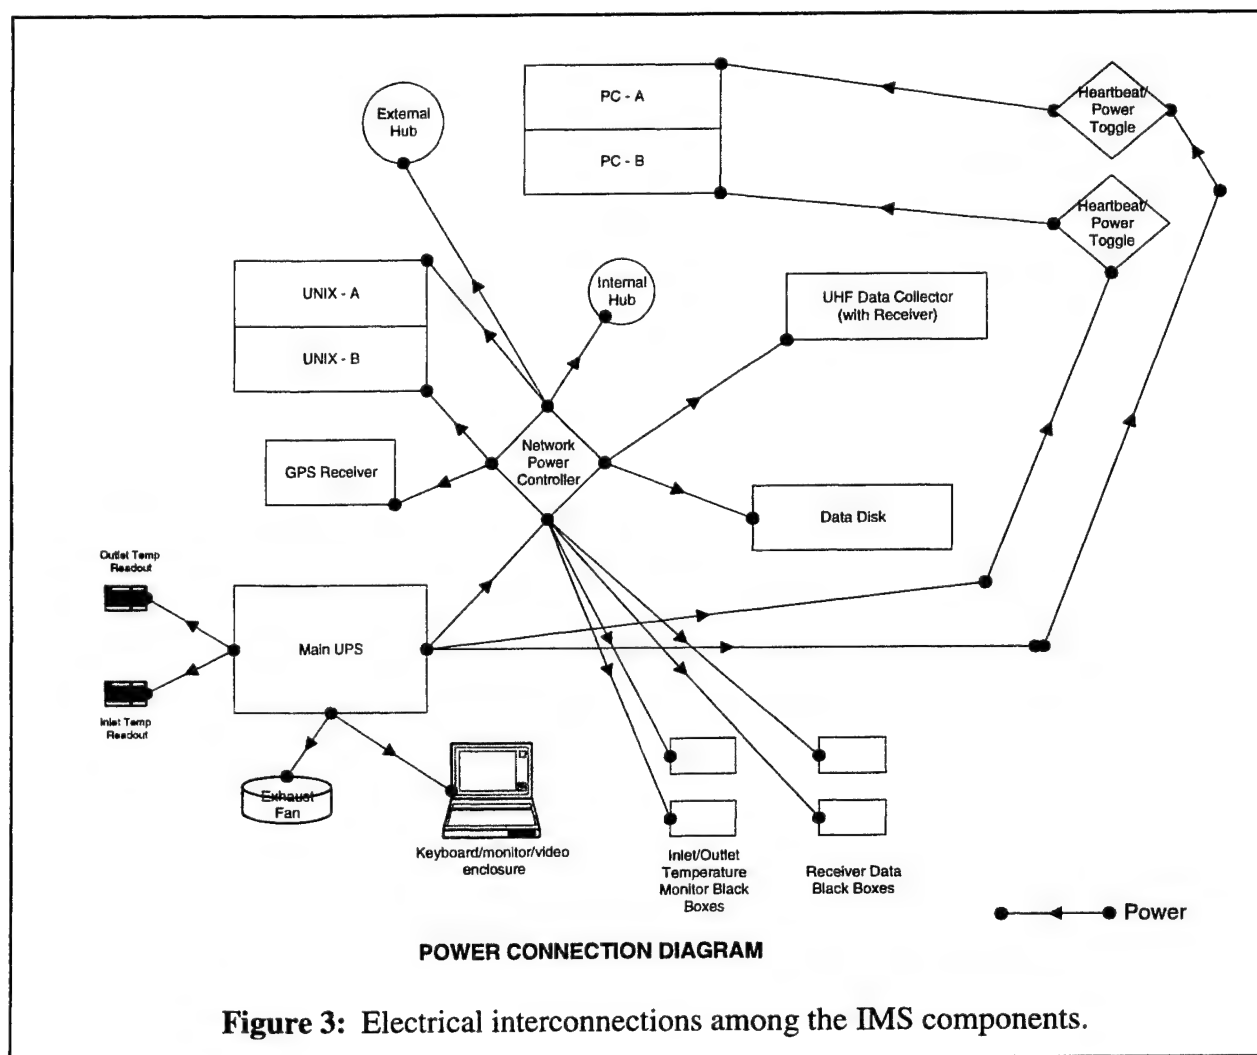 PC - A
Heartbeat/
Power
Toggle
External
Hub
PC - B
Heartbeat/
Power
Toggle
UNIX - A
Internal
Hub
UHF Data Collector
(with Receiver)
UNIX - B
Network
Power
Controller
GPS Receiver
Data Disk
Outlet Temp
Readout
Main UPS
Inlet Temp
Readout
Exhaust
Fan
Keyboard/monitor/video
enclosure
Inlet/Outlet
Temperature
Monitor Black
Boxes
Receiver Data
Black Boxes
Power
POWER CONNECTION DIAGRAM
Figure 3: Electrical interconnections among the IMS components.